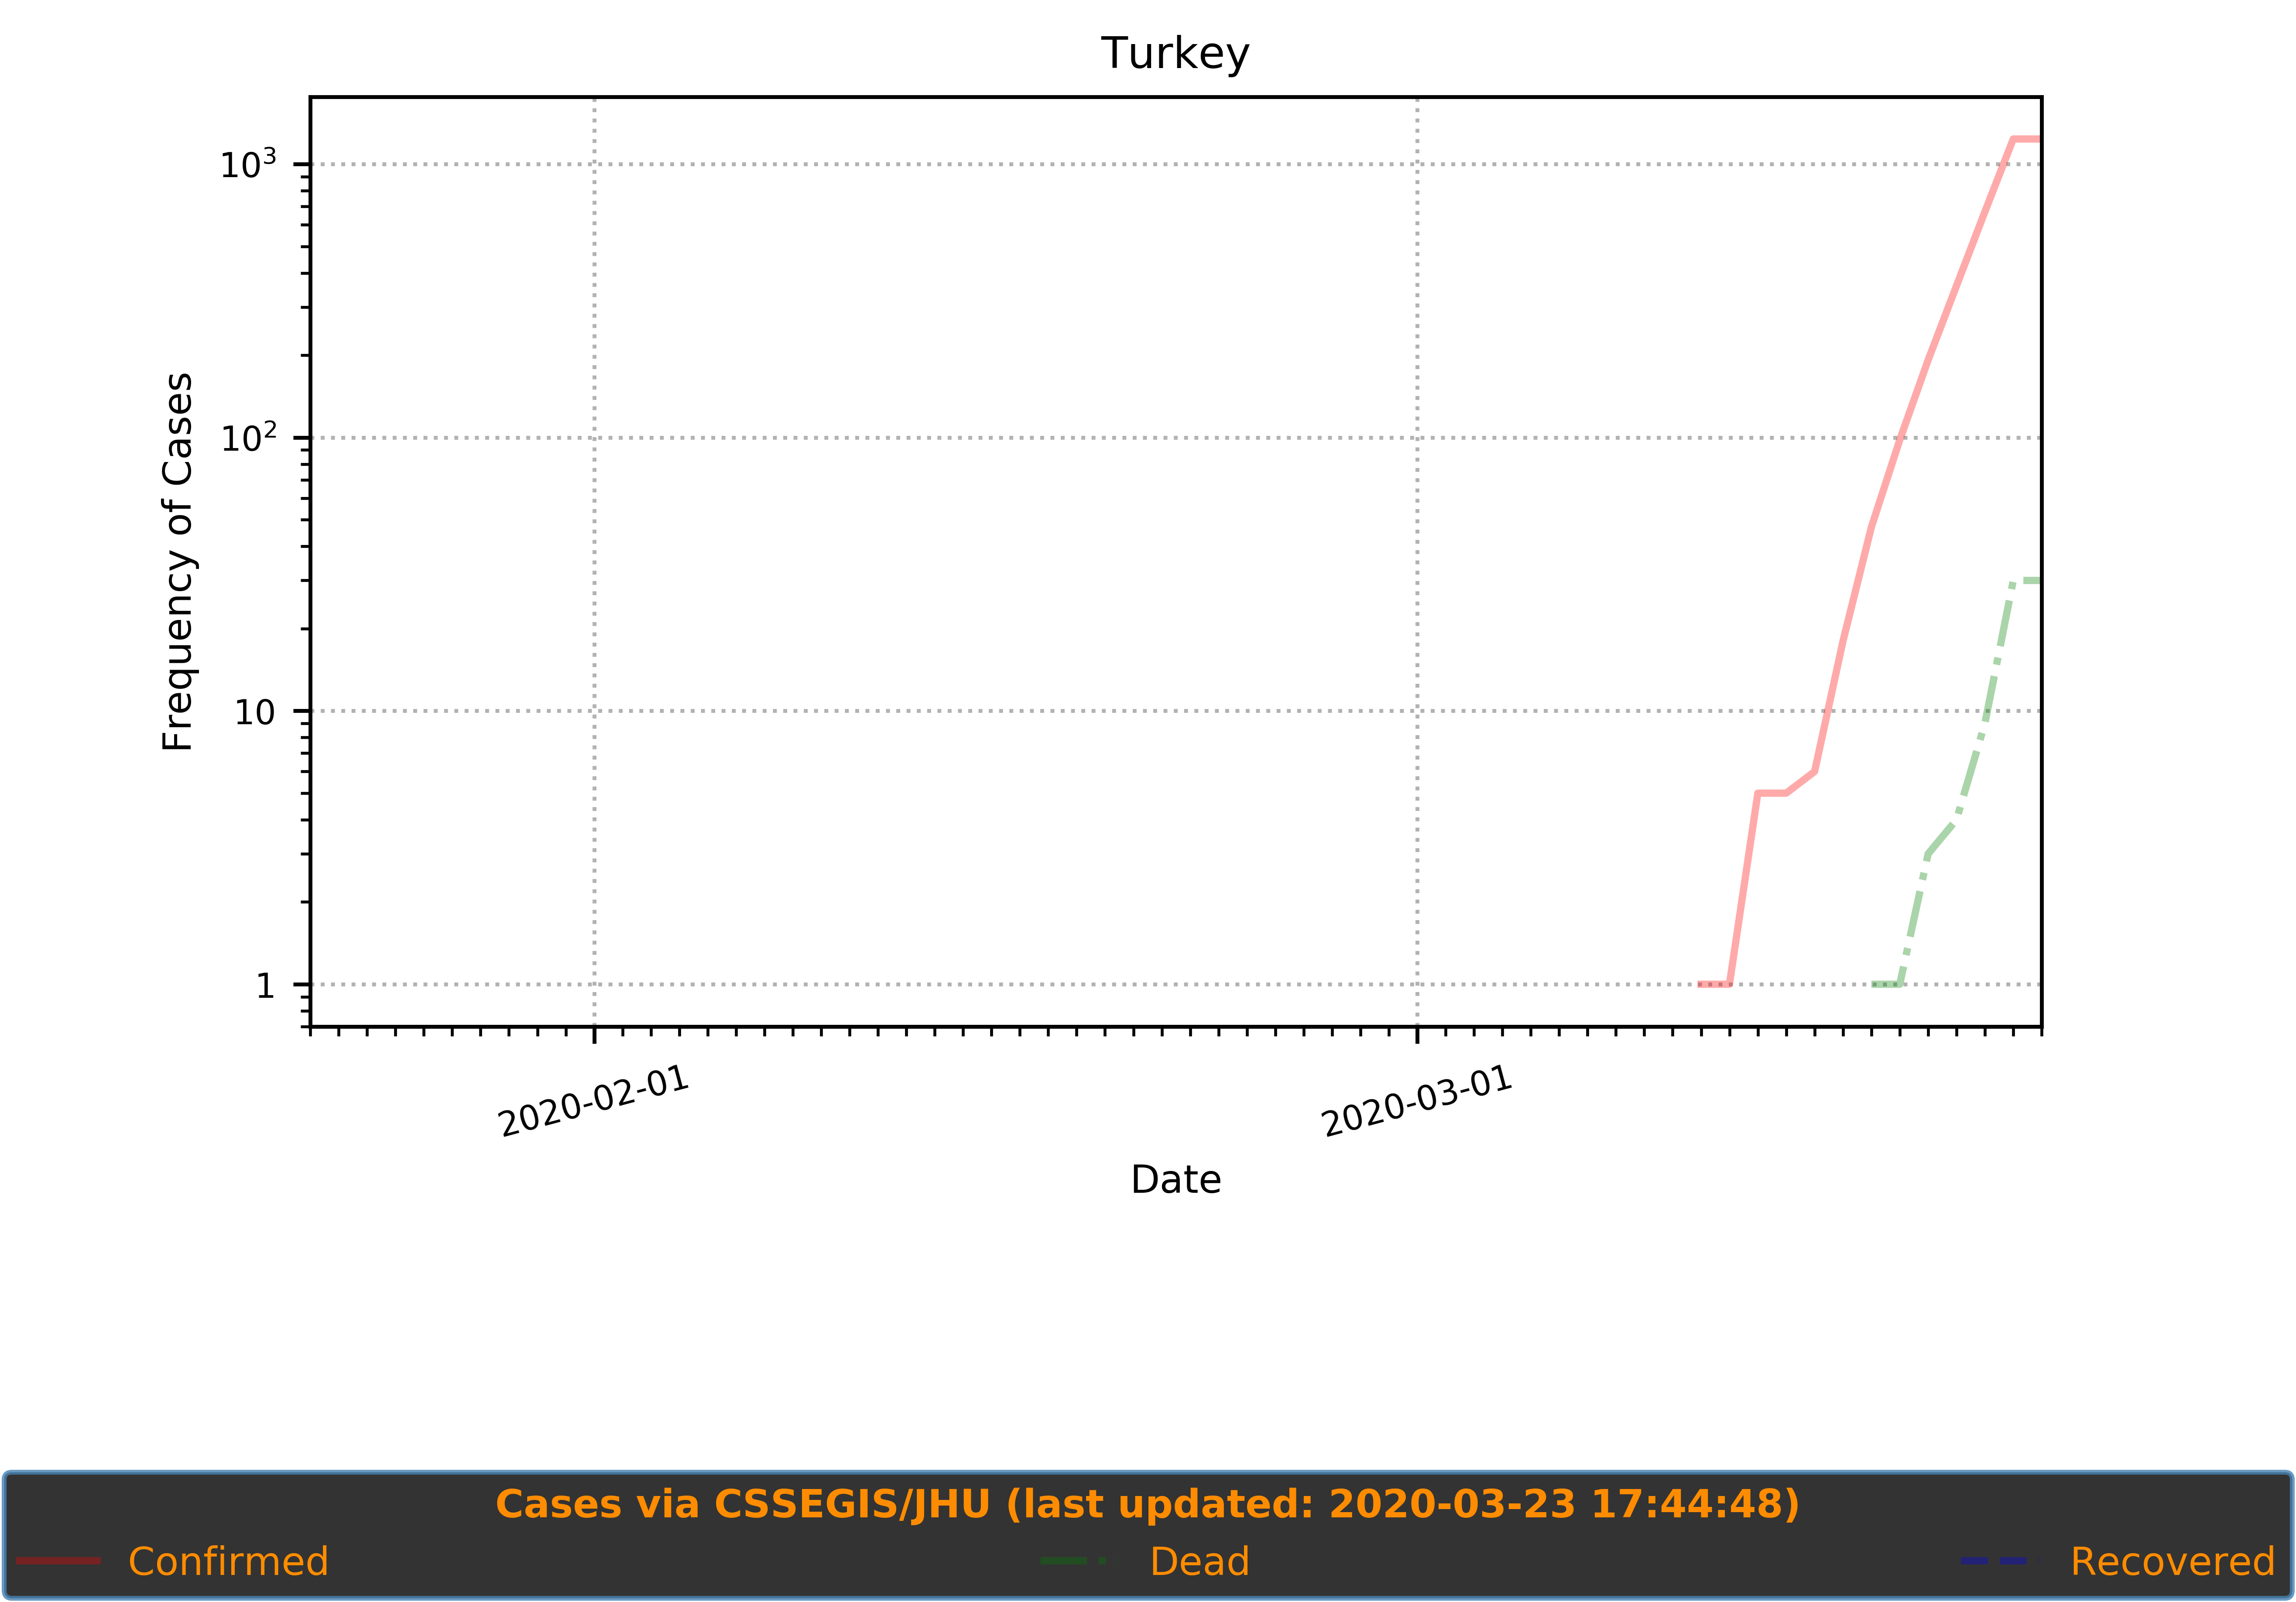 Turkey
10³
10²
10
1
Frequency of Cases
2020-02-01
2020-03-01
Date
Cases via CSSEGIS/JHU (last updated: 2020-03-23 17:44:48)
Confirmed
Dead
Recovered